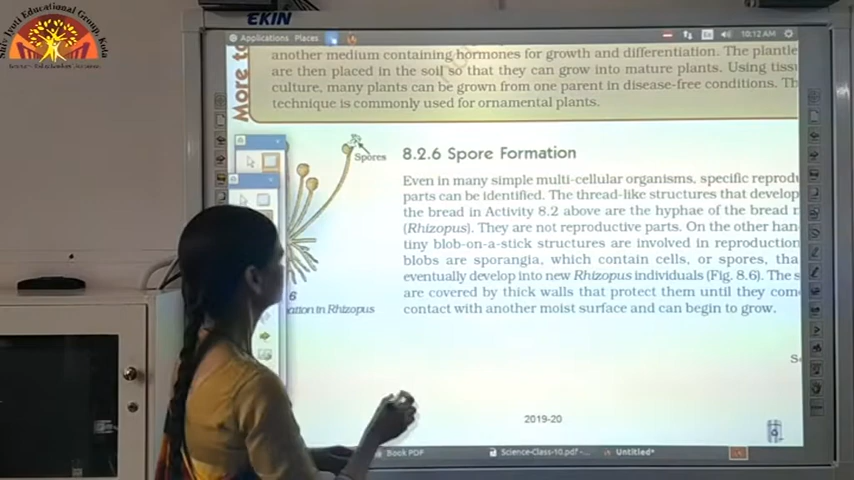 EKIN
Applications Places
En
10:12 AM
More to
another medium containing hormones for growth and differentiation. The plantle
are then placed in the soil so that they can grow into mature plants. Using tissu
culture, many plants can be grown from one parent in disease-free conditions. Th
technique is commonly used for ornamental plants.
Spores
8.2.6 Spore Formation
Even in many simple multi-cellular organisms, specific reprodu
parts can be identified. The thread-like structures that develop
the bread in Activity 8.2 above are the hyphae of the bread
(Rhizopus). They are not reproductive parts. On the other han
tiny blob-on-a-stick structures are involved in reproduction
blobs are sporangia, which contain cells, or spores, tha
eventually develop into new Rhizopus individuals (Fig. 8.6). The s
are covered by thick walls that protect them until they com
contact with another moist surface and can begin to grow.
6
ation in Rhizopus
2019-20
Book PDF
Science-Class-10.pdf -...
Untitled*